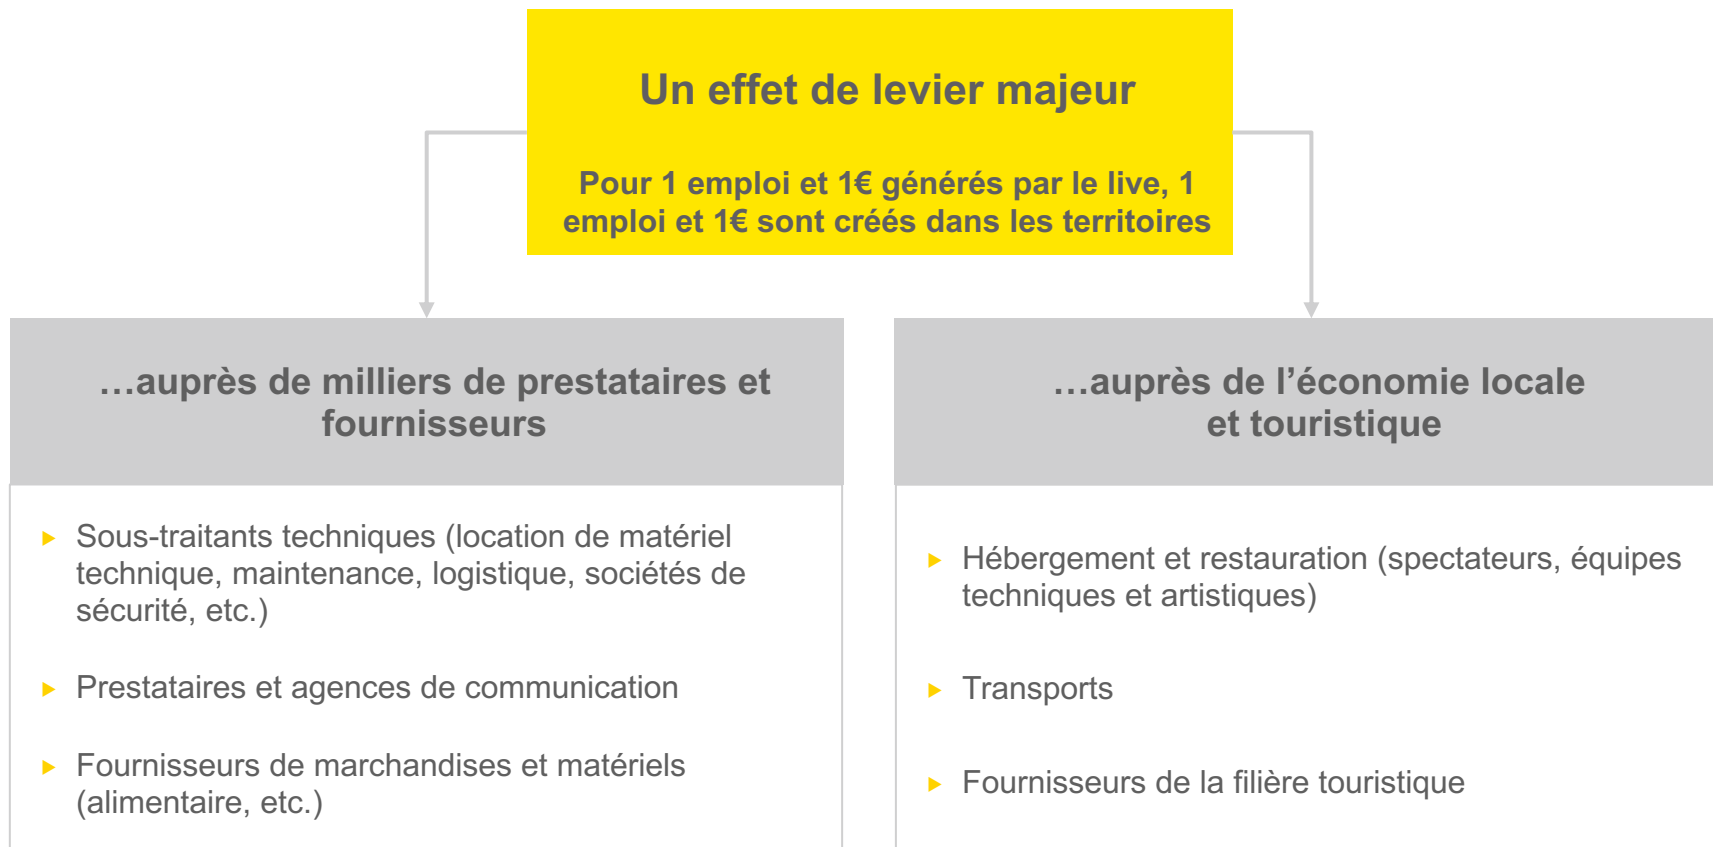 Un effet de levier majeur
Pour 1 emploi et 1€ générés par le live, 1
emploi et 1€ sont créés dans les territoires
…auprès de milliers de prestataires et
fournisseurs
Sous-traitants techniques (location de matériel
technique, maintenance, logistique, sociétés de
sécurité, etc.)
Prestataires et agences de communication
Fournisseurs de marchandises et matériels
(alimentaire, etc.)
…auprès de l’économie locale
et touristique
Hébergement et restauration (spectateurs, équipes
techniques et artistiques)
Transports
Fournisseurs de la filière touristique